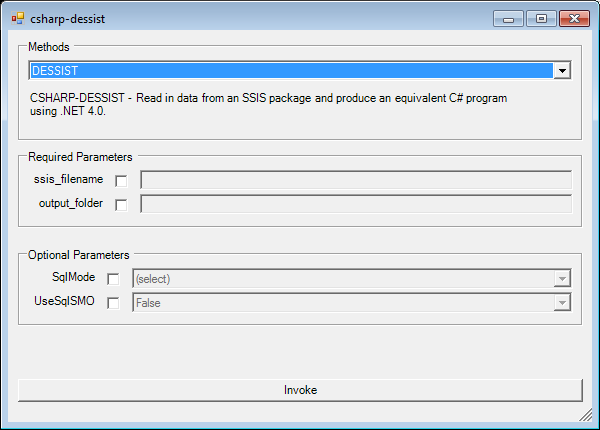 csharp-dessist
Methods
DESSIST
CSHARP-DESSIST - Read in data from an SSIS package and produce an equivalent C# program
using .NET 4.0.
Required Parameters
ssis_filename
output_folder
Optional Parameters
SqlMode (select)
UseSqlSMO False
Invoke